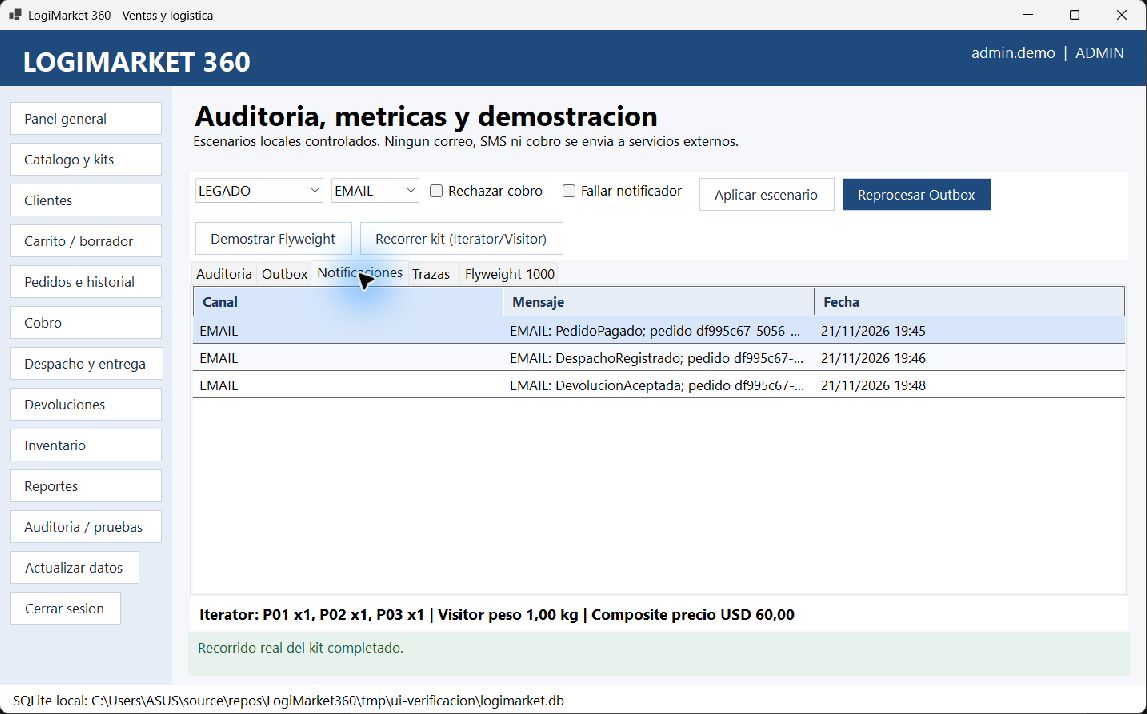 LogiMarket 360 Ventas y logistica
LOGIMARKET 360
admin.demo | ADMIN
Panel general
Catalogo y kits
Clientes
Carrito / borrador
Pedidos e historial
Cobro
Despacho y entrega
Devoluciones
Inventario
Reportes
Auditoria / pruebas
Actualizar datos
Cerrar sesion
Auditoria, metricas y demostracion
Escenarios locales controlados. Ningun correo, SMS ni cobro se envia a servicios externos.
LEGADO EMAIL Rechazar cobro Fallar notificador Aplicar escenario Reprocesar Outbox
Demostrar Flyweight Recorrer kit (Iterator/Visitor)
Auditoria Outbox Notificaciones Trazas Flyweight 1000
Canal Mensaje Fecha
EMAIL EMAIL: PedidoPagado; pedido df995c67-5056-... 21/11/2026 19:45
EMAIL EMAIL: DespachoRegistrado; pedido df995c67-... 21/11/2026 19:46
EMAIL EMAIL: DevolucionAceptada; pedido df995c67-... 21/11/2026 19:48
Iterator: P01 x1, P02 x1, P03 x1 | Visitor peso 1,00 kg | Composite precio USD 60,00
Recorrido real del kit completado.
SQLite local: C:\Users\ASUS\source\repos\LogiMarket360\tmp\ui-verificacion\logimarket.db